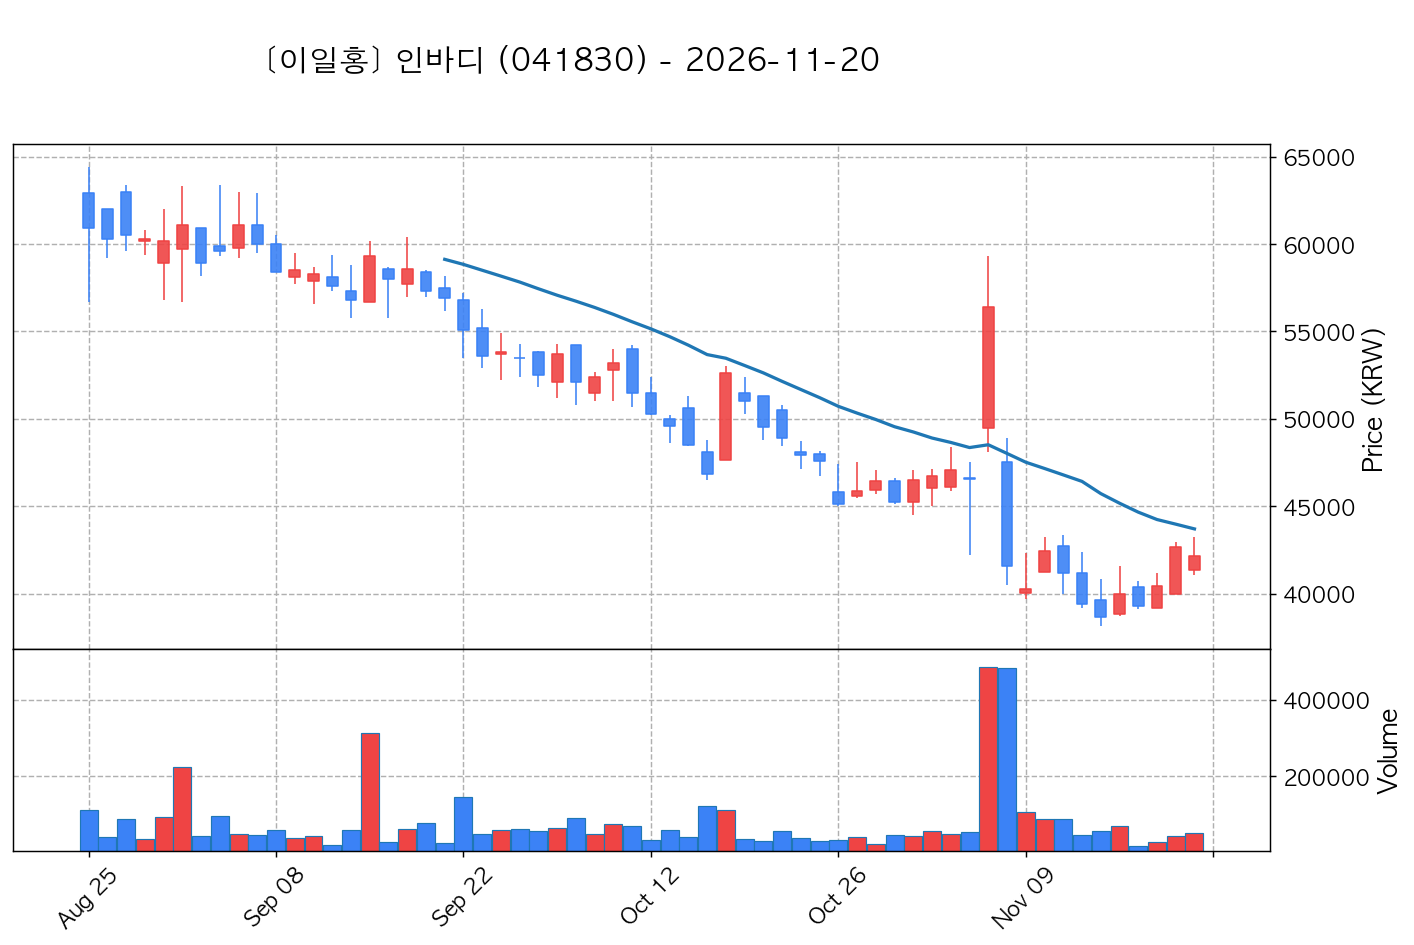 〔이일홍〕 인바디 (041830) - 2026-11-20
65000
60000
55000
50000
45000
40000
Price (KRW)
400000
200000
Volume
Aug 25
Sep 08
Sep 22
Oct 12
Oct 26
Nov 09